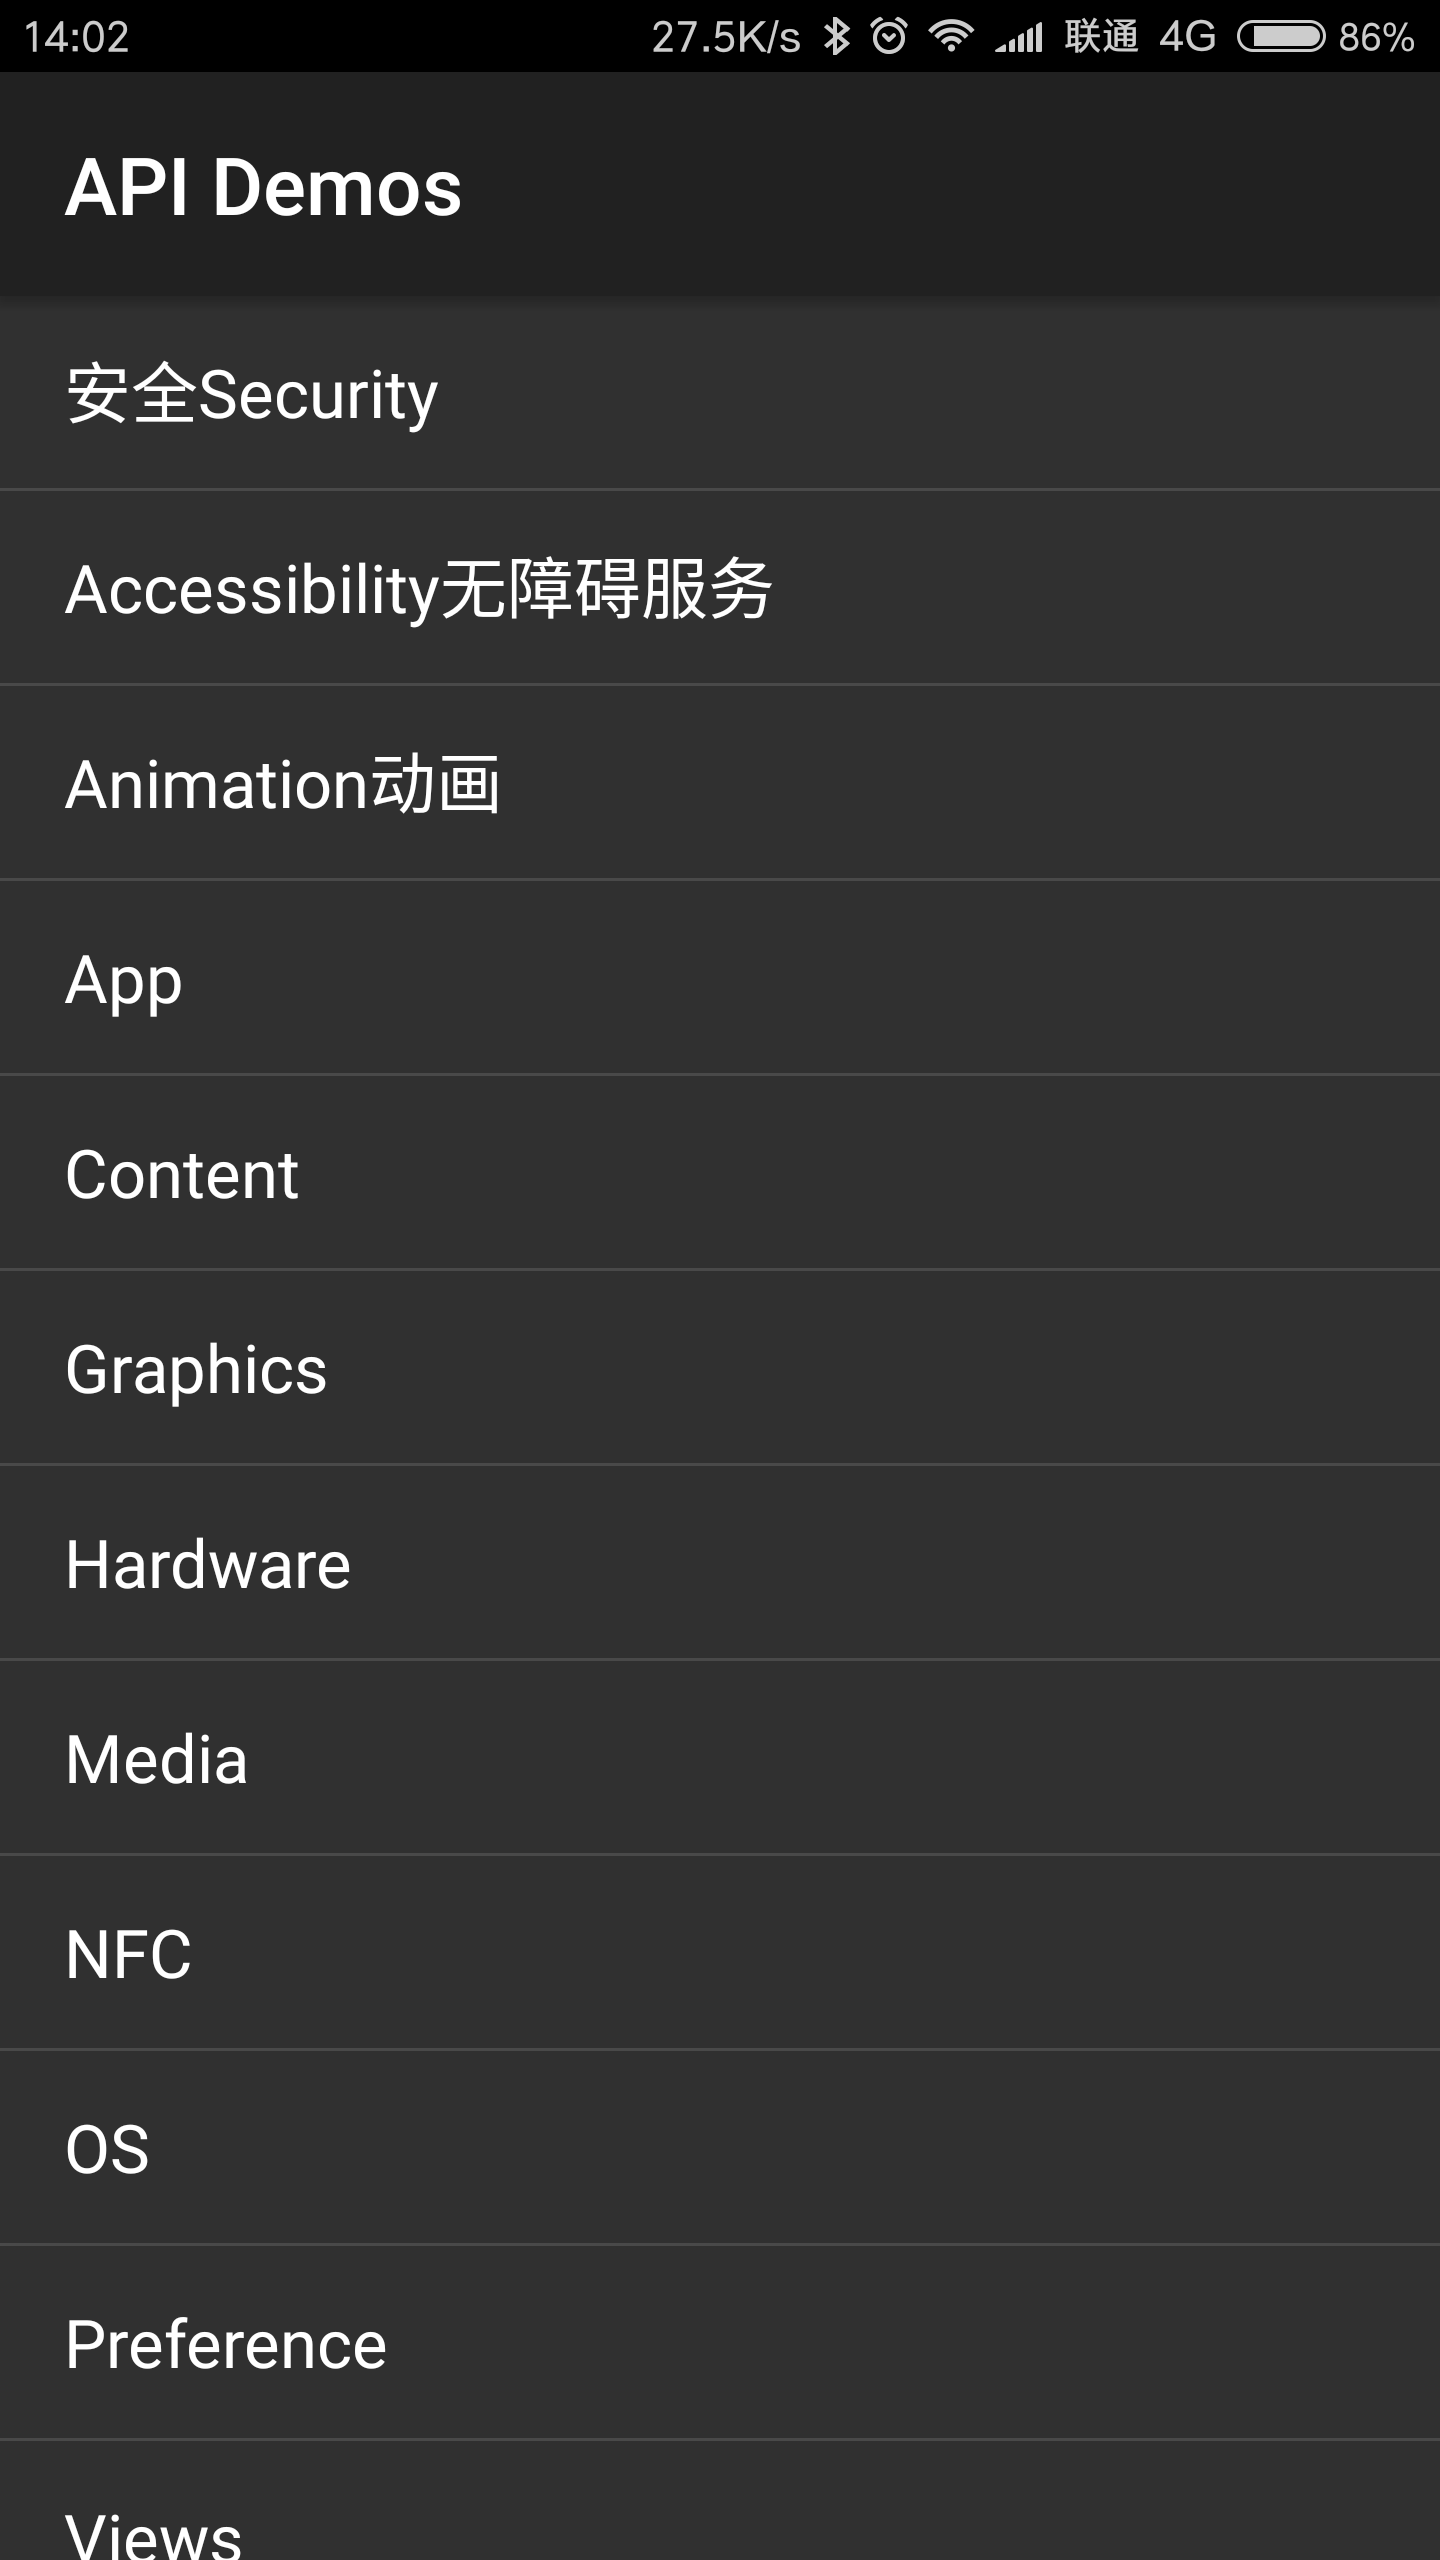 14:02 27.5K/s 联通 4G 86%
API Demos
安全Security
Accessibility无障碍服务
Animation动画
App
Content
Graphics
Hardware
Media
NFC
OS
Preference
Views